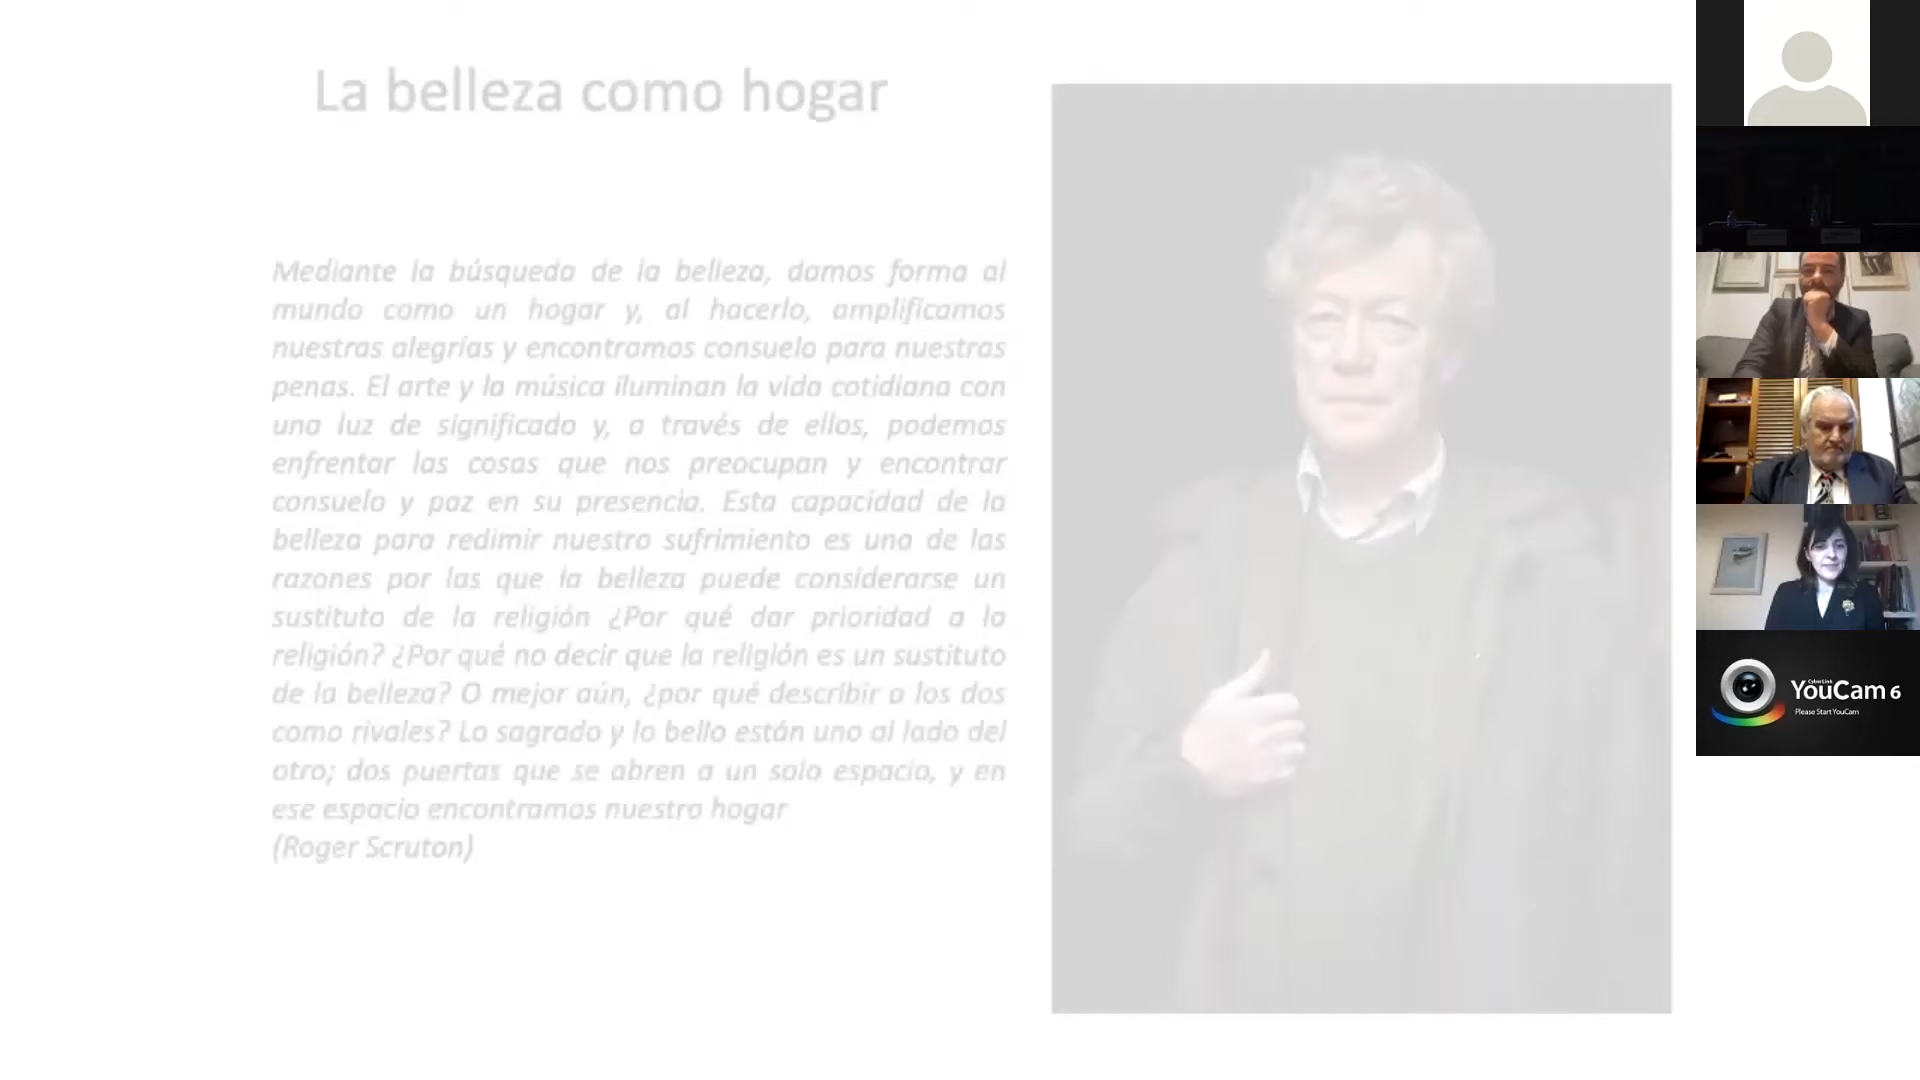 La belleza como hogar
Mediante la búsqueda de la belleza, damos forma al
mundo como un hogar y, al hacerlo, amplificamos
nuestras alegrías y encontramos consuelo para nuestras
penas. El arte y la música iluminan la vida cotidiana con
una luz de significado y, a través de ellos, podemos
enfrentar las cosas que nos preocupan y encontrar
consuelo y paz en su presencia. Esta capacidad de la
belleza para redimir nuestro sufrimiento es una de las
razones por las que la belleza puede considerarse un
sustituto de la religión ¿Por qué dar prioridad a la
religión? ¿Por qué no decir que la religión es un sustituto
de la belleza? O mejor aún, ¿por qué describir a los dos
como rivales? Lo sagrado y lo bello están uno al lado del
otro; dos puertas que se abren a un solo espacio, y en
ese espacio encontramos nuestro hogar
(Roger Scruton)
CyberLink
YouCam 6
Please Start YouCam